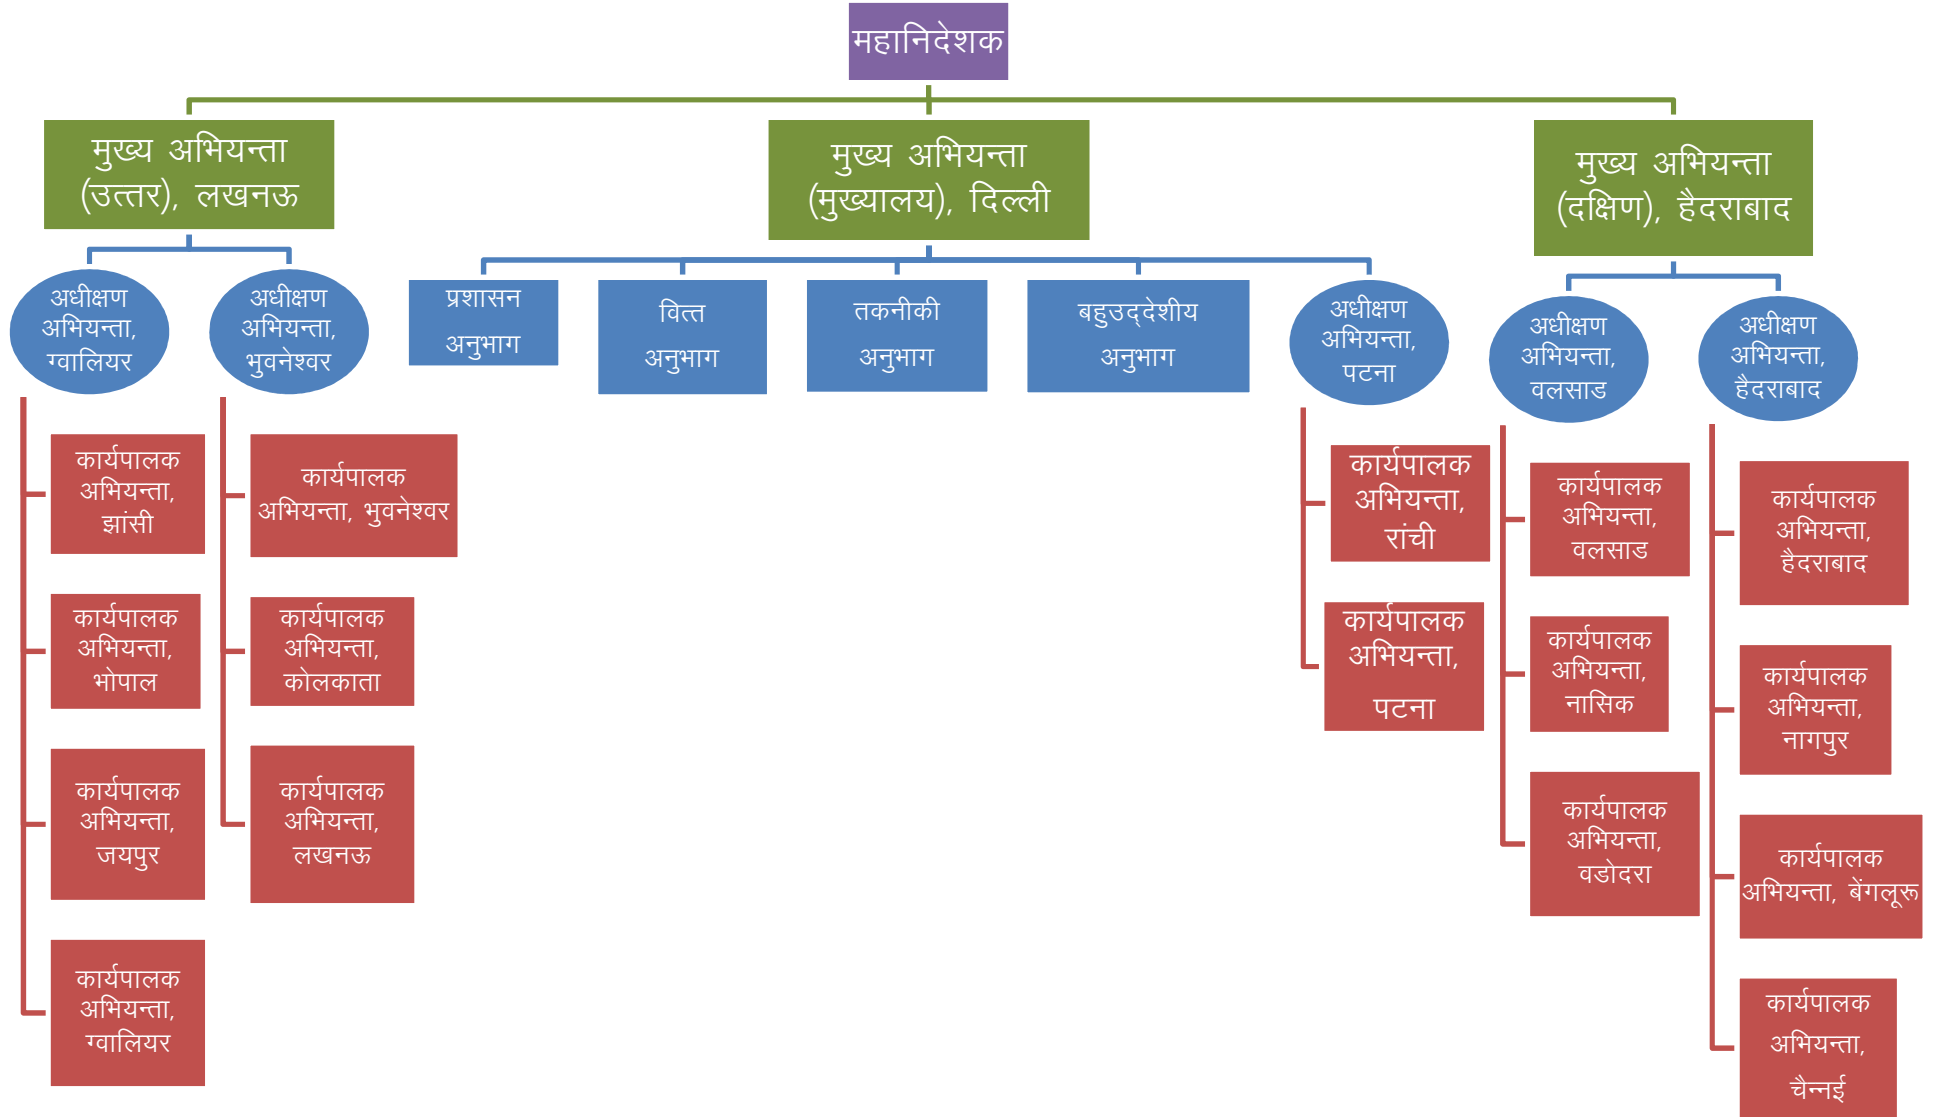 महानिदेशक
मुख्य अभियन्ता
(उत्तर), लखनऊ
मुख्य अभियन्ता
(मुख्यालय), दिल्ली
मुख्य अभियन्ता
(दक्षिण), हैदराबाद
अधीक्षण
अभियन्ता,
ग्वालियर
अधीक्षण
अभियन्ता,
भुवनेश्वर
प्रशासन
अनुभाग
वित्त
अनुभाग
तकनीकी
अनुभाग
बहुउद्देशीय
अनुभाग
अधीक्षण
अभियन्ता,
पटना
अधीक्षण
अभियन्ता,
वलसाड
अधीक्षण
अभियन्ता,
हैदराबाद
कार्यपालक
अभियन्ता,
झांसी
कार्यपालक
अभियन्ता,
भोपाल
कार्यपालक
अभियन्ता,
जयपुर
कार्यपालक
अभियन्ता,
ग्वालियर
कार्यपालक
अभियन्ता, भुवनेश्वर
कार्यपालक
अभियन्ता,
कोलकाता
कार्यपालक
अभियन्ता,
लखनऊ
कार्यपालक
अभियन्ता,
रांची
कार्यपालक
अभियन्ता,
पटना
कार्यपालक
अभियन्ता,
वलसाड
कार्यपालक
अभियन्ता,
नासिक
कार्यपालक
अभियन्ता,
वडोदरा
कार्यपालक
अभियन्ता,
हैदराबाद
कार्यपालक
अभियन्ता,
नागपुर
कार्यपालक
अभियन्ता, बेंगलूरू
कार्यपालक
अभियन्ता,
चैन्नई